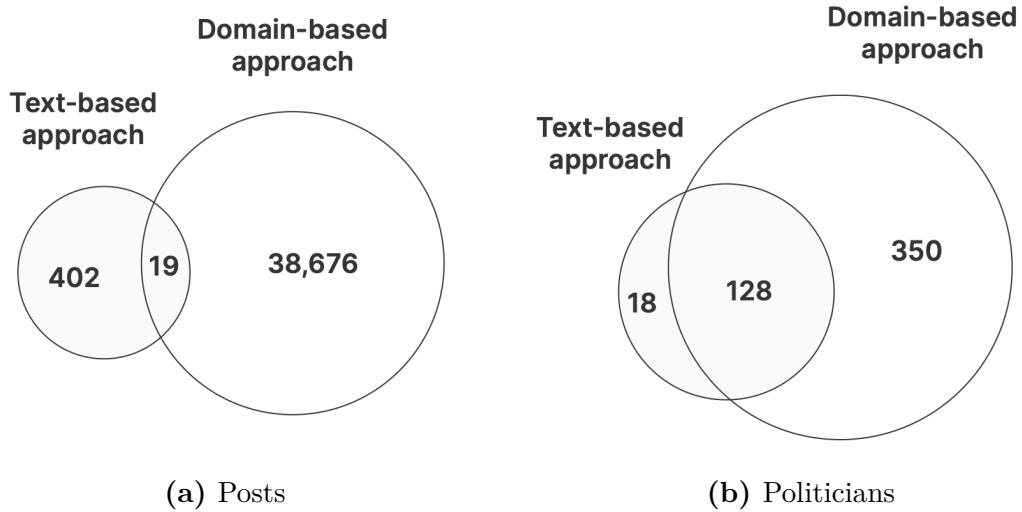 Domain-based
approach
Text-based
approach
402
19
38,676
(a) Posts
Domain-based
approach
Text-based
approach
350
128
18
(b) Politicians